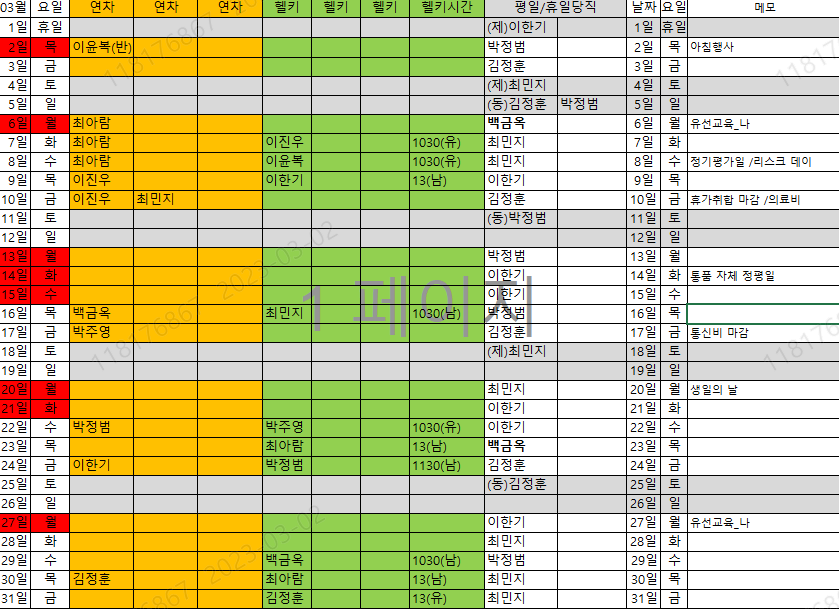 03월 요일 연차 연차 연차 헬키 헬키 헬키 헬키시간 평일/휴일당직 날짜 요일 메모
1일 휴일 (제)이한기 1일 휴일
2일 목 이윤복(반) 박정범 2일 목 아침행사
3일 금 김정훈 3일 금
4일 토 (제)최민지 4일 토
5일 일 (동)김정훈 박정범 5일 일
6일 월 최아람 백금옥 6일 월 유선교육_나
7일 화 최아람 이진우 1030(유) 최민지 7일 화
8일 수 최아람 이윤복 1030(유) 최민지 8일 수 정기평가일 /리스크 데이
9일 목 이진우 이한기 13(남) 이한기 9일 목
10일 금 이진우 최민지 김정훈 10일 금 휴가취합 마감 /의료비
11일 토 (동)박정범 11일 토
12일 일 12일 일
13일 월 박정범 13일 월
14일 화 이한기 14일 화 통품 자체 정평일
15일 수 이한기 15일 수
16일 목 백금옥 최민지 1030(남) 박정범 16일 목
17일 금 박주영 김정훈 17일 금 통신비 마감
18일 토 (제)최민지 18일 토
19일 일 19일 일
20일 월 최민지 20일 월 생일의 날
21일 화 이한기 21일 화
22일 수 박정범 박주영 1030(유) 이한기 22일 수
23일 목 최아람 13(남) 백금옥 23일 목
24일 금 이한기 박정범 1130(남) 김정훈 24일 금
25일 토 (동)김정훈 25일 토
26일 일 26일 일
27일 월 이한기 27일 월 유선교육_나
28일 화 최민지 28일 화
29일 수 백금옥 1030(남) 박정범 29일 수
30일 목 김정훈 최아람 13(남) 최민지 30일 목
31일 금 김정훈 13(유) 최민지 31일 금
1 페이지
118176867 2023-03-02